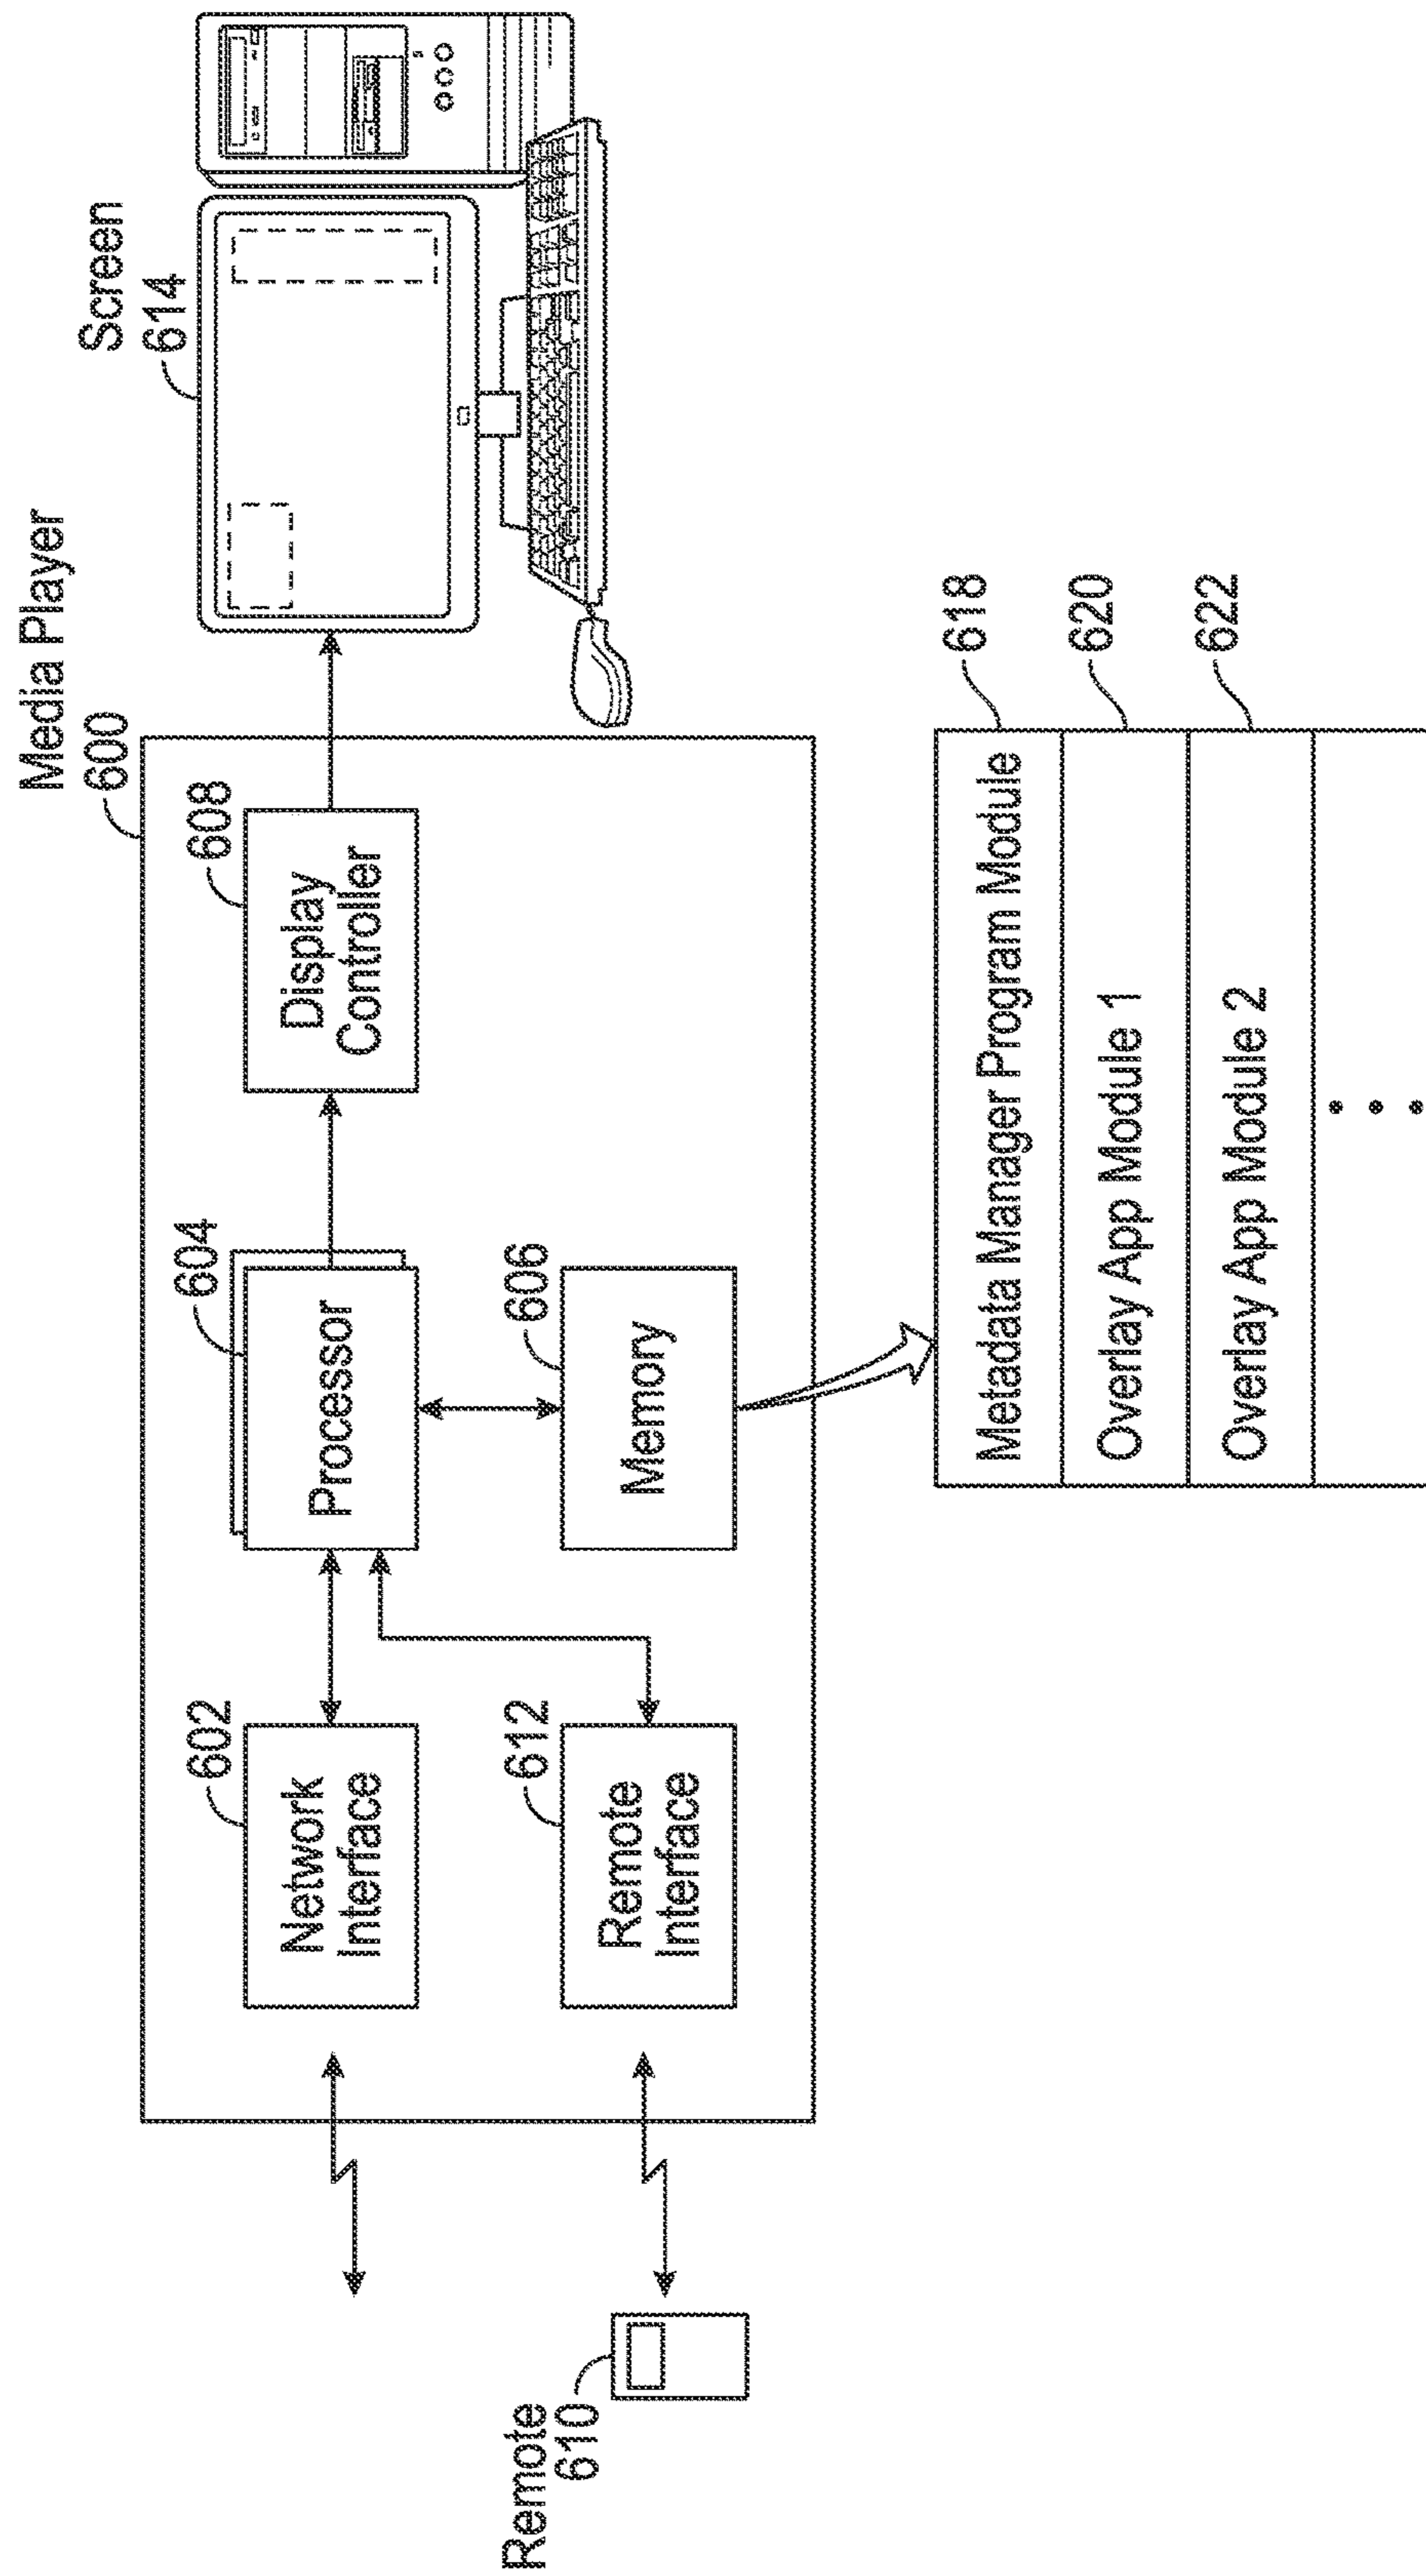 Media Player
600
Screen
614
602
Network
Interface
604
Processor
608
Display
Controller
Remote
610
612
Remote
Interface
606
Memory
Metadata Manager Program Module
618
Overlay App Module 1
620
Overlay App Module 2
622